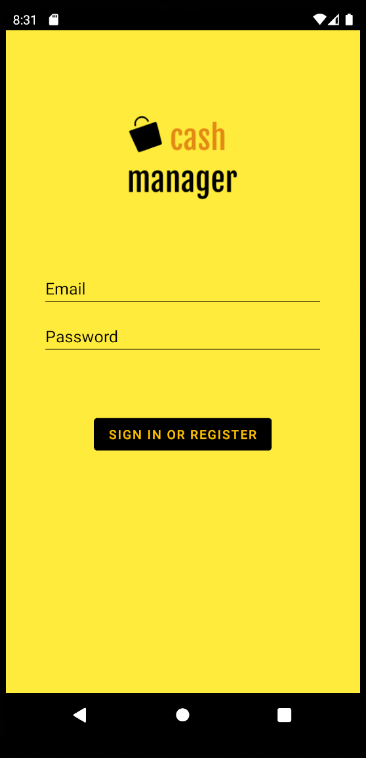 8:31
cash
manager
Email
Password
SIGN IN OR REGISTER